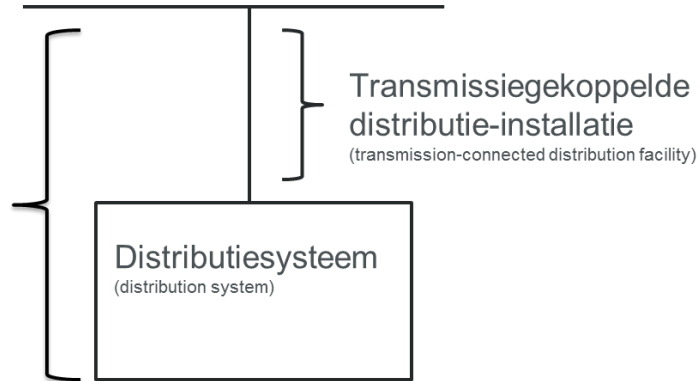 Transmissiegekoppelde
distributie-installatie
(transmission-connected distribution facility)
Distributiesysteem
(distribution system)